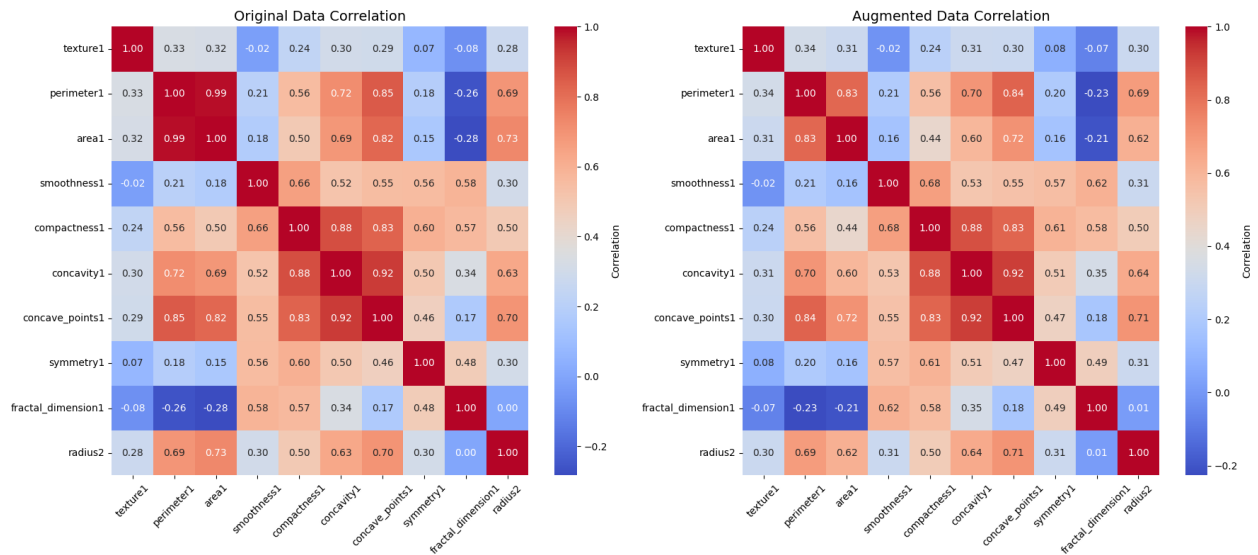 Original Data Correlation
texture1 1.00 0.33 0.32 -0.02 0.24 0.30 0.29 0.07 -0.08 0.28
perimeter1 0.33 1.00 0.99 0.21 0.56 0.72 0.85 0.18 -0.26 0.69
area1 0.32 0.99 1.00 0.18 0.50 0.69 0.82 0.15 -0.28 0.73
smoothness1 -0.02 0.21 0.18 1.00 0.66 0.52 0.55 0.56 0.58 0.30
compactness1 0.24 0.56 0.50 0.66 1.00 0.88 0.83 0.60 0.57 0.50
concavity1 0.30 0.72 0.69 0.52 0.88 1.00 0.92 0.50 0.34 0.63
concave_points1 0.29 0.85 0.82 0.55 0.83 0.92 1.00 0.46 0.17 0.70
symmetry1 0.07 0.18 0.15 0.56 0.60 0.50 0.46 1.00 0.48 0.30
fractal_dimension1 -0.08 -0.26 -0.28 0.58 0.57 0.34 0.17 0.48 1.00 0.00
radius2 0.28 0.69 0.73 0.30 0.50 0.63 0.70 0.30 0.00 1.00
texture1 perimeter1 area1 smoothness1 compactness1 concavity1 concave_points1 symmetry1 fractal_dimension1 radius2
1.0
0.8
0.6
0.4
0.2
0.0
-0.2
Correlation
Augmented Data Correlation
texture1 1.00 0.34 0.31 -0.02 0.24 0.31 0.30 0.08 -0.07 0.30
perimeter1 0.34 1.00 0.83 0.21 0.56 0.70 0.84 0.20 -0.23 0.69
area1 0.31 0.83 1.00 0.16 0.44 0.60 0.72 0.16 -0.21 0.62
smoothness1 -0.02 0.21 0.16 1.00 0.68 0.53 0.55 0.57 0.62 0.31
compactness1 0.24 0.56 0.44 0.68 1.00 0.88 0.83 0.61 0.58 0.50
concavity1 0.31 0.70 0.60 0.53 0.88 1.00 0.92 0.51 0.35 0.64
concave_points1 0.30 0.84 0.72 0.55 0.83 0.92 1.00 0.47 0.18 0.71
symmetry1 0.08 0.20 0.16 0.57 0.61 0.51 0.47 1.00 0.49 0.31
fractal_dimension1 -0.07 -0.23 -0.21 0.62 0.58 0.35 0.18 0.49 1.00 0.01
radius2 0.30 0.69 0.62 0.31 0.50 0.64 0.71 0.31 0.01 1.00
texture1 perimeter1 area1 smoothness1 compactness1 concavity1 concave_points1 symmetry1 fractal_dimension1 radius2
1.0
0.8
0.6
0.4
0.2
0.0
-0.2
Correlation